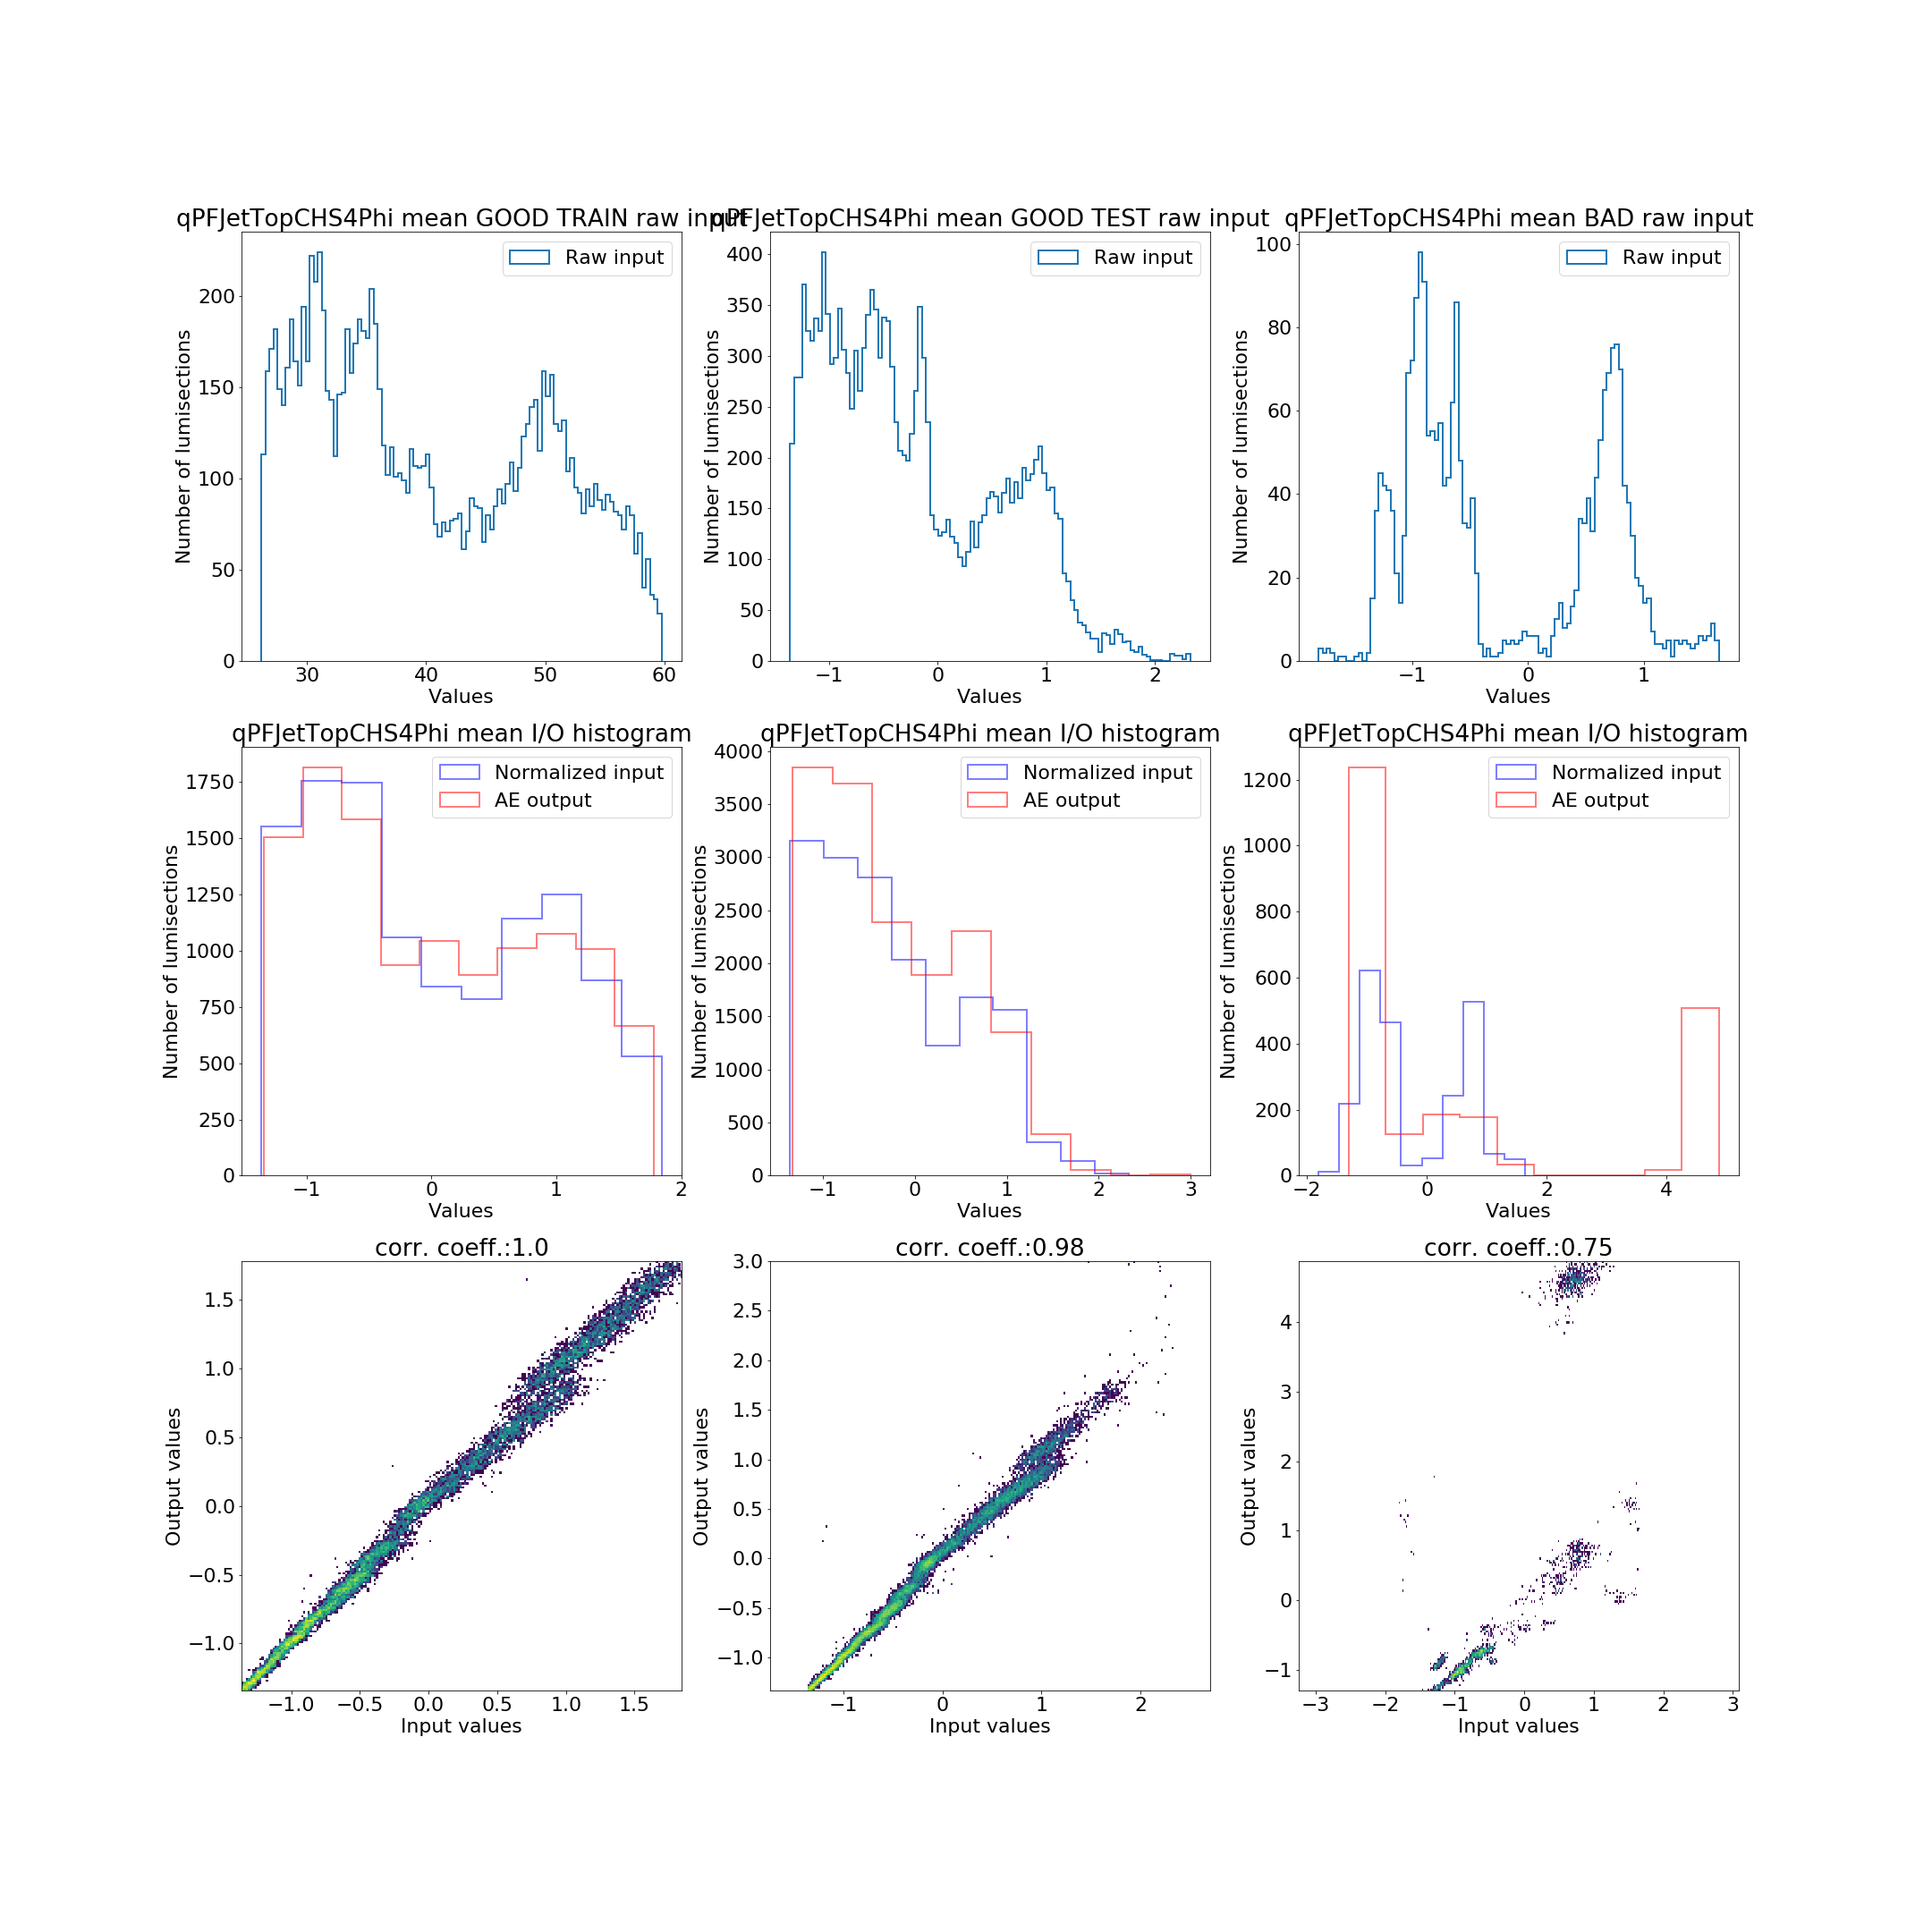 qPFJetTopCHS4Phi mean GOOD TRAIN raw input
qPFJetTopCHS4Phi mean GOOD TEST raw input
qPFJetTopCHS4Phi mean BAD raw input
Raw input
Raw input
Raw input
Number of lumisections
0
50
100
150
200
30
40
50
60
Values
Number of lumisections
0
50
100
150
200
250
300
350
400
−1
0
1
2
Values
Number of lumisections
0
20
40
60
80
100
−1
0
1
Values
qPFJetTopCHS4Phi mean I/O histogram
qPFJetTopCHS4Phi mean I/O histogram
qPFJetTopCHS4Phi mean I/O histogram
Normalized input
AE output
Normalized input
AE output
Normalized input
AE output
Number of lumisections
0
250
500
750
1000
1250
1500
1750
−1
0
1
2
Values
Number of lumisections
0
500
1000
1500
2000
2500
3000
3500
4000
−1
0
1
2
3
Values
Number of lumisections
0
200
400
600
800
1000
1200
−2
0
2
4
Values
corr. coeff.:1.0
corr. coeff.:0.98
corr. coeff.:0.75
Output values
−1.0
−0.5
0.0
0.5
1.0
1.5
−1.0
−0.5
0.0
0.5
1.0
1.5
Input values
Output values
−1.0
−0.5
0.0
0.5
1.0
1.5
2.0
2.5
3.0
−1
0
1
2
Input values
Output values
−1
0
1
2
3
4
−3
−2
−1
0
1
2
3
Input values